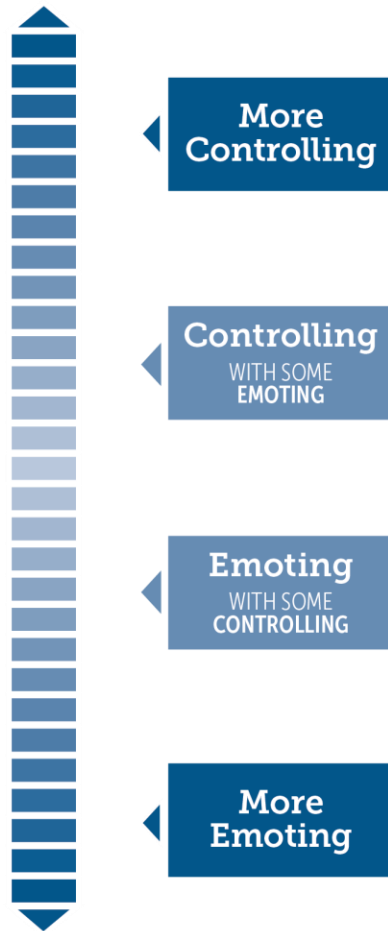 More
Controlling
Controlling
WITH SOME
EMOTING
Emoting
WITH SOME
CONTROLLING
More
Emoting